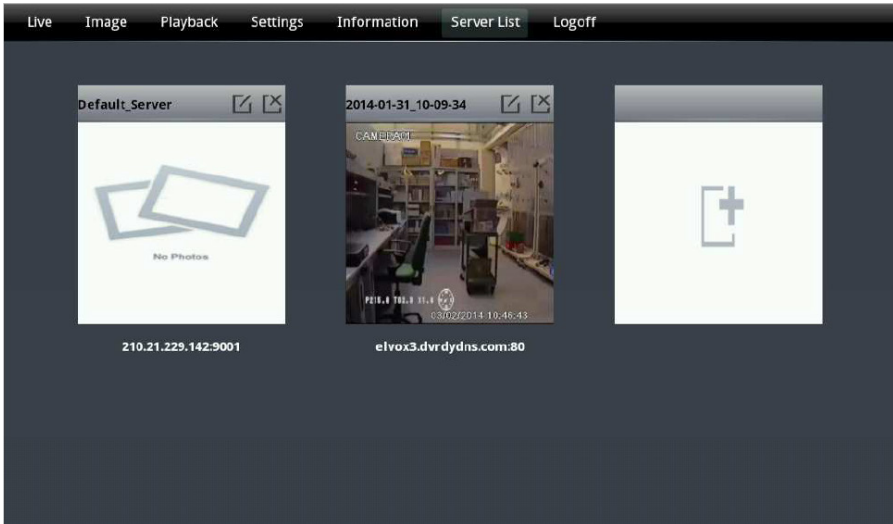 Live Image Playback Settings Information Server List Logoff
Default_Server
2014-01-31_10-09-34
CAMERA01
No Photos
03/02/2014 10:46:43
210.21.229.142:9001
elvox3.dvrdydns.com:80